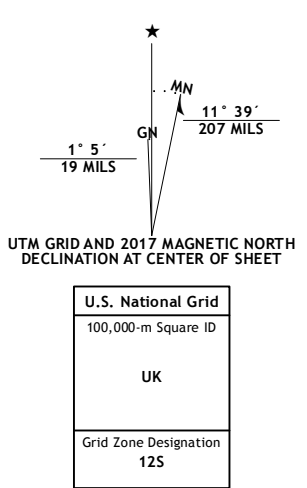 ★
MN
GN
11° 39´
207 MILS
1° 5´
19 MILS
UTM GRID AND 2017 MAGNETIC NORTH
DECLINATION AT CENTER OF SHEET
U.S. National Grid
100,000-m Square ID
UK
Grid Zone Designation
12S